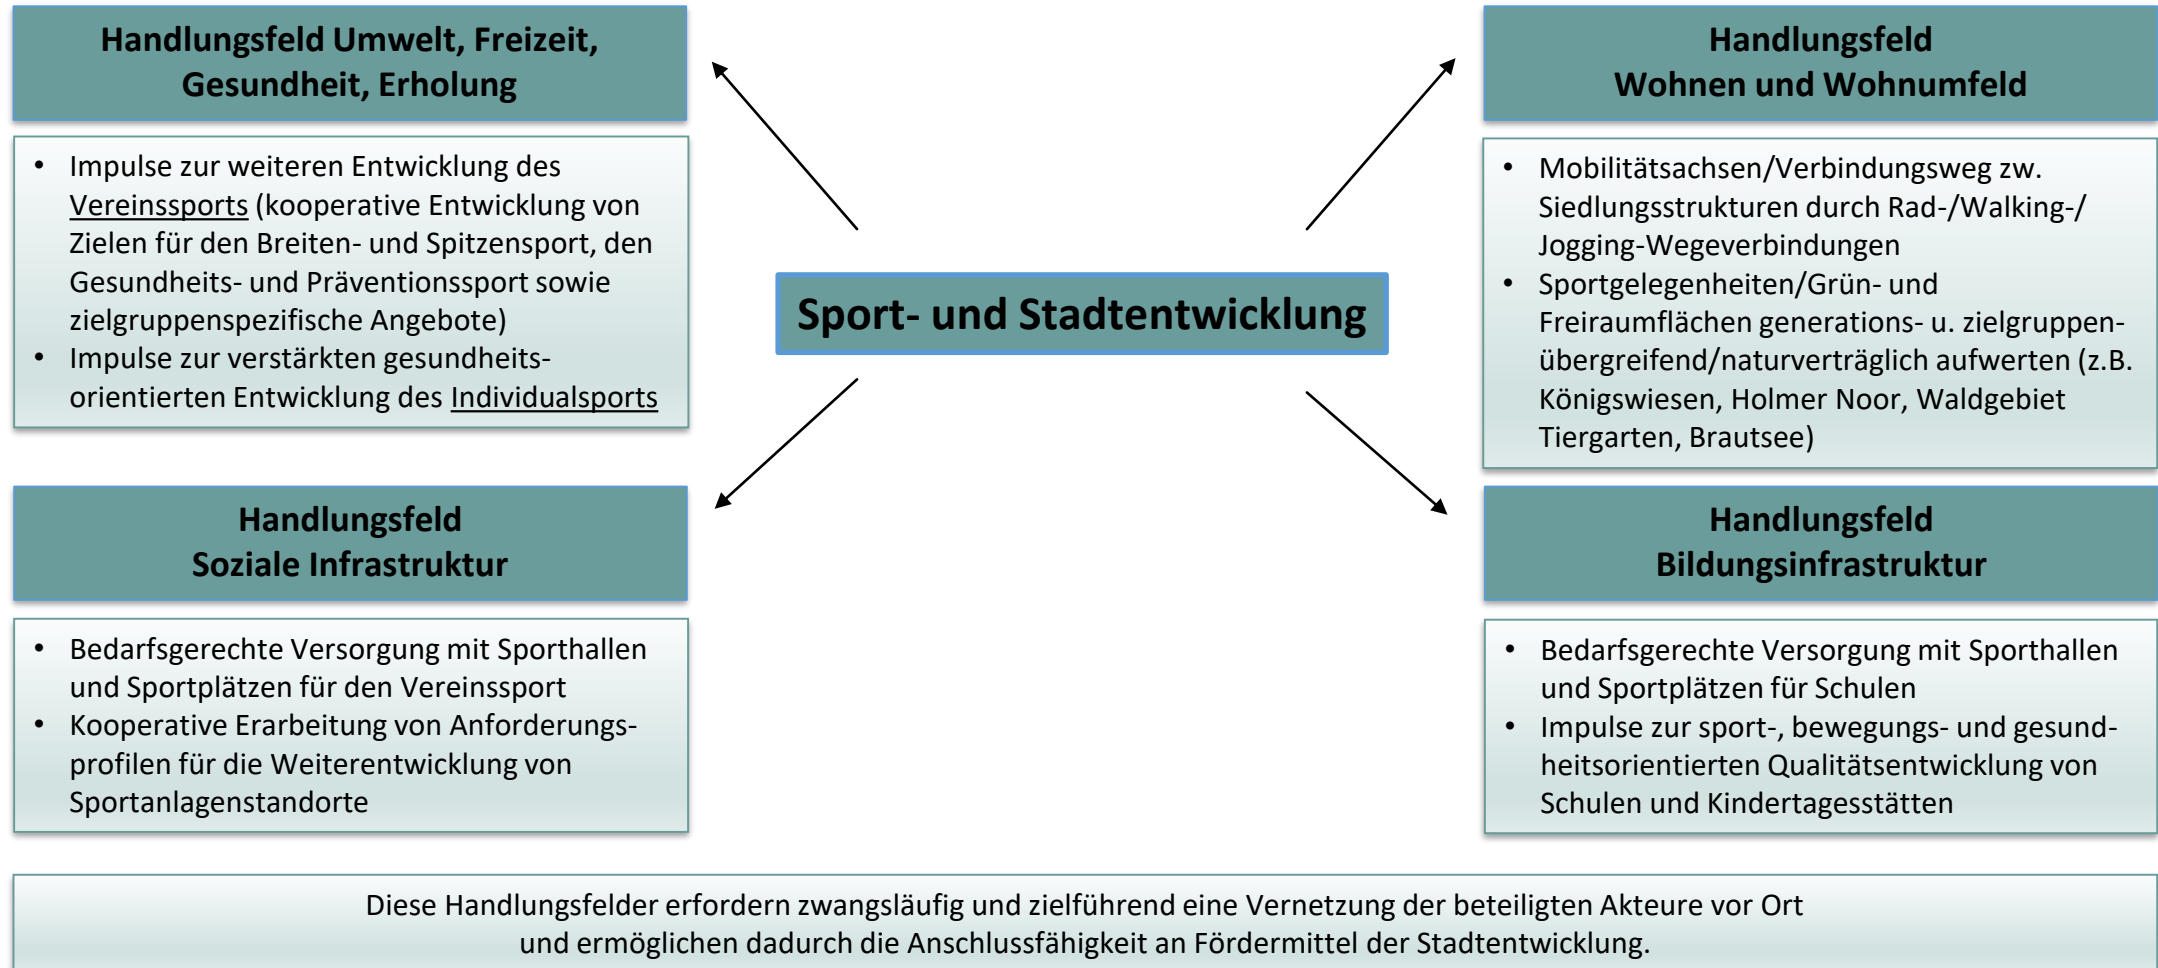 Handlungsfeld Umwelt, Freizeit,
Gesundheit, Erholung
• Impulse zur weiteren Entwicklung des
Vereinssports (kooperative Entwicklung von
Zielen für den Breiten- und Spitzensport, den
Gesundheits- und Präventionssport sowie
zielgruppenspezifische Angebote)
• Impulse zur verstärkten gesundheits-
orientierten Entwicklung des Individualsports
Handlungsfeld
Wohnen und Wohnumfeld
• Mobilitätsachsen/Verbindungsweg zw.
Siedlungsstrukturen durch Rad-/Walking-/
Jogging-Wegeverbindungen
• Sportgelegenheiten/Grün- und
Freiraumflächen generations- u. zielgruppen-
übergreifend/naturverträglich aufwerten (z.B.
Königswiesen, Holmer Noor, Waldgebiet
Tiergarten, Brautsee)
Sport- und Stadtentwicklung
Handlungsfeld
Soziale Infrastruktur
• Bedarfsgerechte Versorgung mit Sporthallen
und Sportplätzen für den Vereinssport
• Kooperative Erarbeitung von Anforderungs-
profilen für die Weiterentwicklung von
Sportanlagenstandorte
Handlungsfeld
Bildungsinfrastruktur
• Bedarfsgerechte Versorgung mit Sporthallen
und Sportplätzen für Schulen
• Impulse zur sport-, bewegungs- und gesund-
heitsorientierten Qualitätsentwicklung von
Schulen und Kindertagesstätten
Diese Handlungsfelder erfordern zwangsläufig und zielführend eine Vernetzung der beteiligten Akteure vor Ort
und ermöglichen dadurch die Anschlussfähigkeit an Fördermittel der Stadtentwicklung.